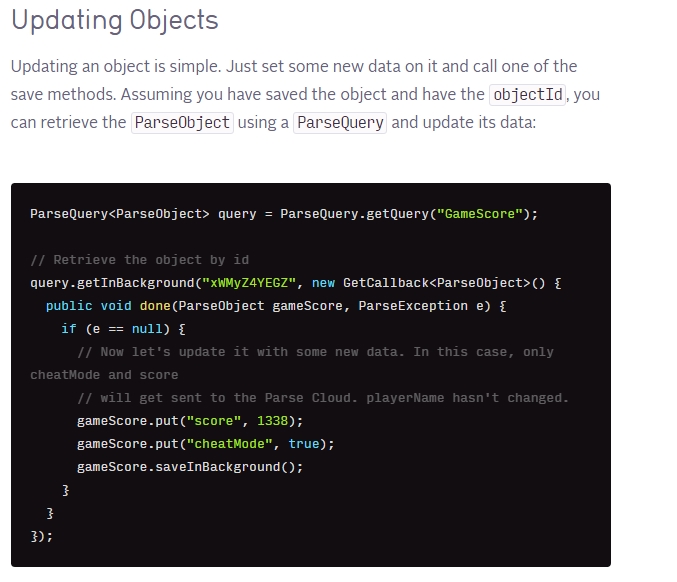 Updating Objects
Updating an object is simple. Just set some new data on it and call one of the
save methods. Assuming you have saved the object and have the objectId, you
can retrieve the ParseObject using a ParseQuery and update its data:
ParseQuery<ParseObject> query = ParseQuery.getQuery("GameScore");
// Retrieve the object by id
query.getInBackground("xWMyZ4YEGZ", new GetCallback<ParseObject>() {
  public void done(ParseObject gameScore, ParseException e) {
    if (e == null) {
      // Now let's update it with some new data. In this case, only
cheatMode and score
      // will get sent to the Parse Cloud. playerName hasn't changed.
      gameScore.put("score", 1338);
      gameScore.put("cheatMode", true);
      gameScore.saveInBackground();
    }
  }
});